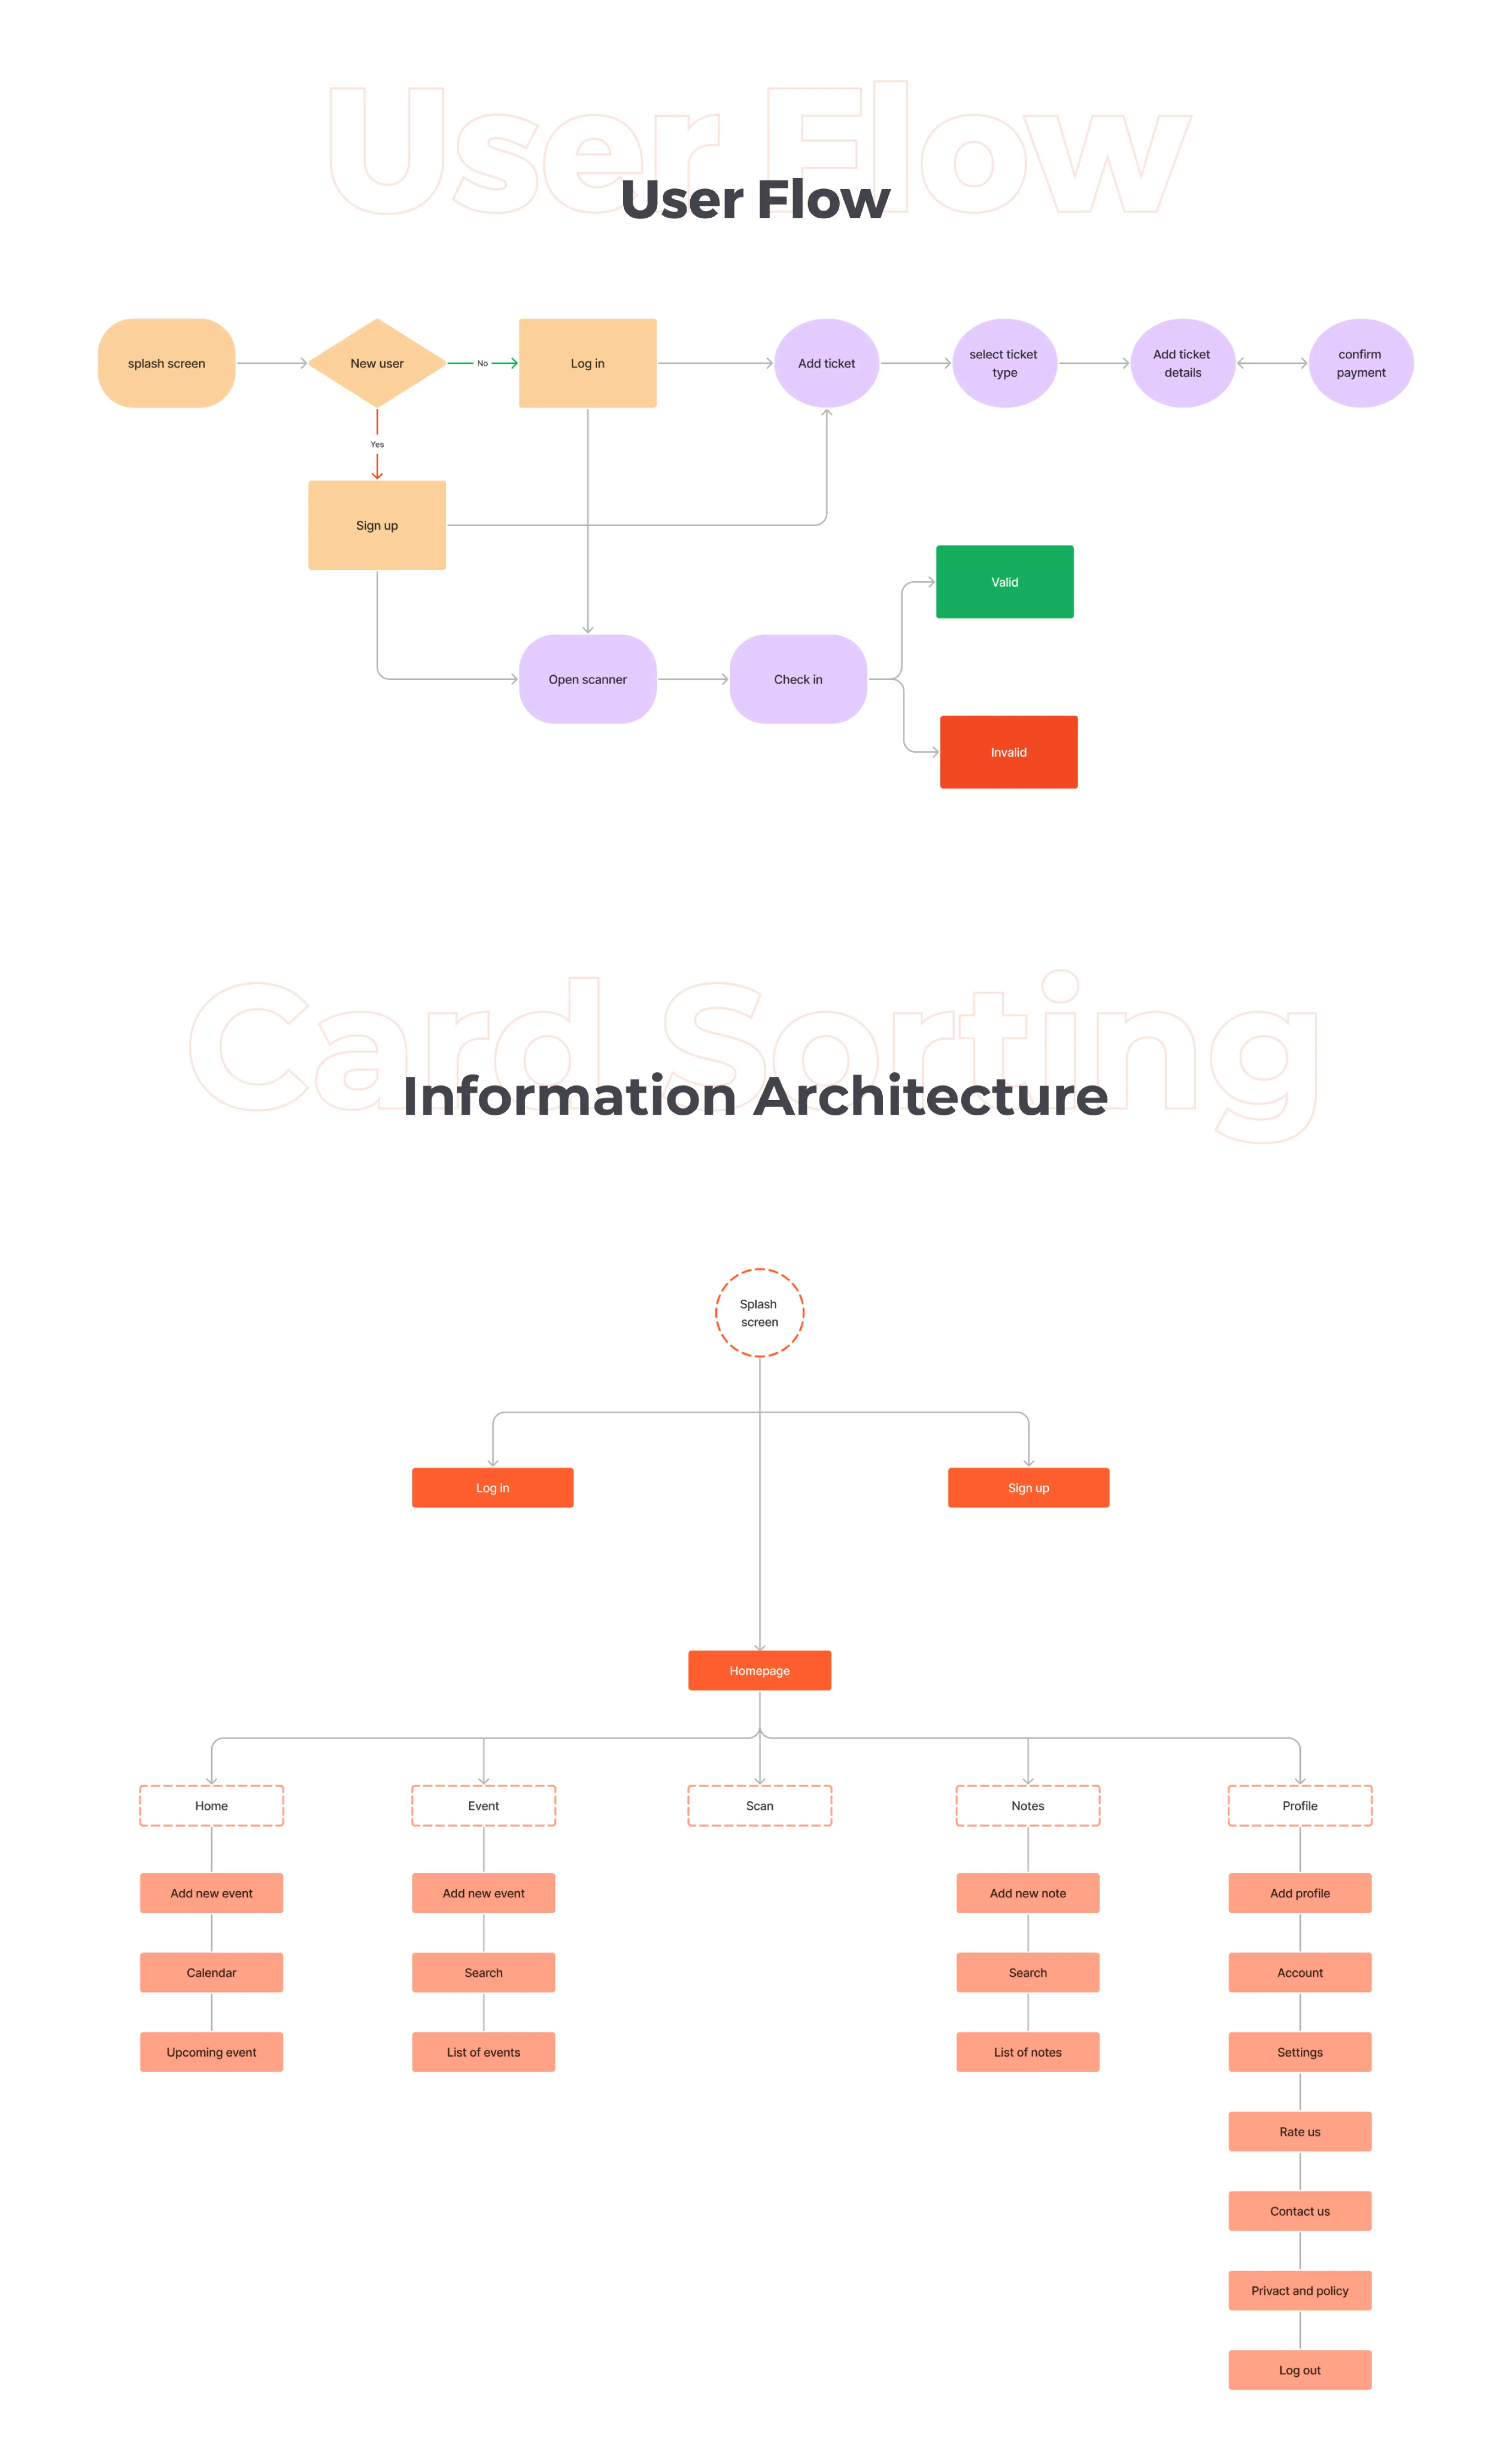 User Flow
User Flow
splash screen
New user
No
Log in
Add ticket
select ticket
type
Add ticket
details
confirm
payment
Yes
Sign up
Valid
Open scanner
Check in
Invalid
Card Sorting
Information Architecture
Splash
screen
Log in
Sign up
Homepage
Home
Event
Scan
Notes
Profile
Add new event
Add new event
Add new note
Add profile
Calendar
Search
Search
Account
Upcoming event
List of events
List of notes
Settings
Rate us
Contact us
Privact and policy
Log out